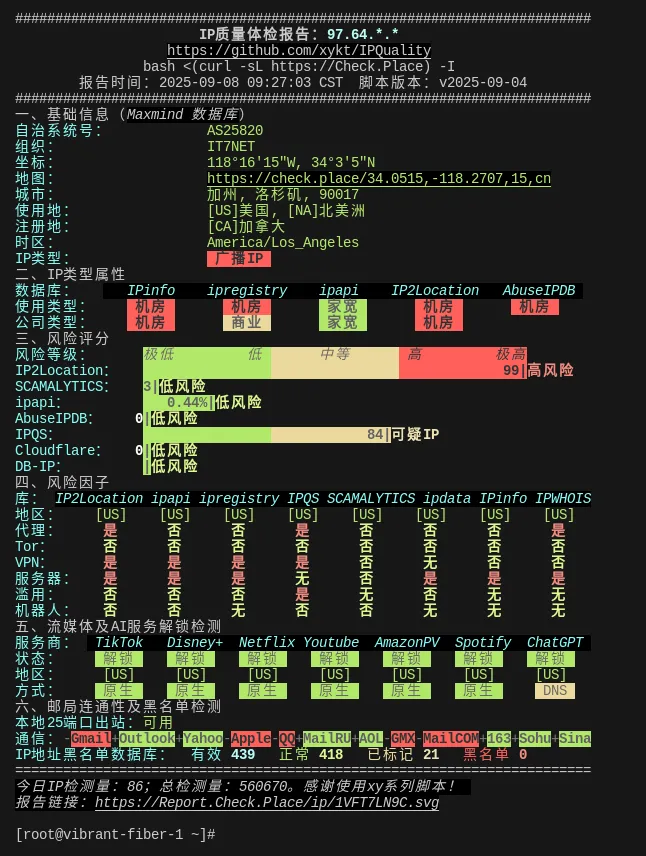 ########################################################################
IP质量体检报告：97.64.*.*
https://github.com/xykt/IPQuality
bash <(curl -sL https://Check.Place) -I
报告时间：2025-09-08 09:27:03 CST  脚本版本：v2025-09-04
########################################################################
一、基础信息（Maxmind 数据库）
自治系统号：            AS25820
组织：                  IT7NET
坐标：                  118°16′15″W, 34°3′5″N
地图：                  https://check.place/34.0515,-118.2707,15,cn
城市：                  加州, 洛杉矶, 90017
使用地：                [US]美国, [NA]北美洲
注册地：                [CA]加拿大
时区：                  America/Los_Angeles
IP类型：                广播IP
二、IP类型属性
数据库：   IPinfo    ipregistry    ipapi    IP2Location   AbuseIPDB
使用类型：   机房   机房   家宽   机房   机房
公司类型：   机房   商业   家宽   机房
三、风险评分
风险等级：   极低   低   中等   高   极高
IP2Location：   99|高风险
SCAMALYTICS：   3|低风险
ipapi：   0.44%|低风险
AbuseIPDB：   0|低风险
IPQS：   84|可疑IP
Cloudflare：   0|低风险
DB-IP：   |低风险
四、风险因子
库： IP2Location ipapi ipregistry IPQS SCAMALYTICS ipdata IPinfo IPWHOIS
地区：   [US]   [US]   [US]   [US]   [US]   [US]   [US]   [US]
代理：   是   否   否   是   否   否   否   是
Tor：   否   否   否   否   否   否   否   否
VPN：   是   是   是   是   否   无   否   否
服务器：   是   是   是   无   否   是   是   是
滥用：   否   否   否   是   无   否   无   无
机器人：   否   否   无   否   否   否   无   无
五、流媒体及AI服务解锁检测
服务商：  TikTok   Disney+  Netflix Youtube  AmazonPV  Spotify  ChatGPT
状态：   解锁   解锁   解锁   解锁   解锁   解锁   解锁
地区：   [US]   [US]   [US]   [US]   [US]   [US]   [US]
方式：   原生   原生   原生   原生   原生   原生   DNS
六、邮局连通性及黑名单检测
本地25端口出站：可用
通信：-Gmail+Outlook+Yahoo-Apple-QQ+MailRU+AOL-GMX-MailCOM+163+Sohu+Sina
IP地址黑名单数据库：  有效 439   正常 418   已标记 21   黑名单 0
========================================================================
今日IP检测量：86；总检测量：560670。感谢使用xy系列脚本！
报告链接：https://Report.Check.Place/ip/1VFT7LN9C.svg
[root@vibrant-fiber-1 ~]#